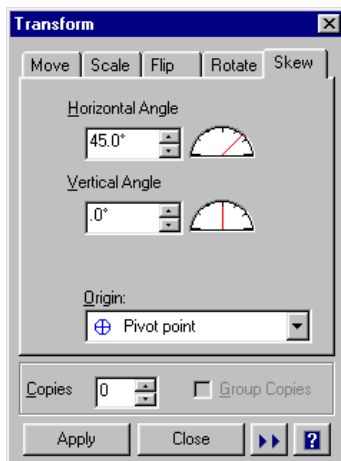 Transform
Move Scale Flip Rotate Skew
Horizontal Angle
45.0°
Vertical Angle
.0°
Origin:
Pivot point
Copies 0 Group Copies
Apply Close ?